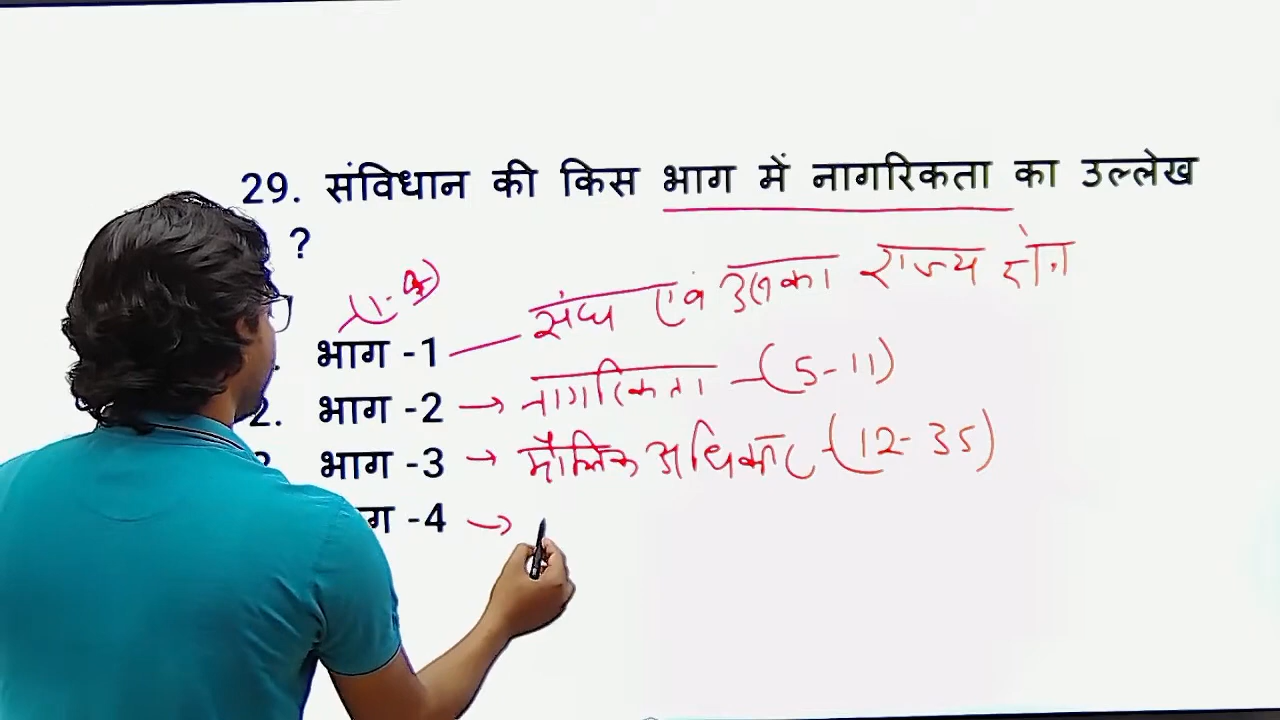 29. संविधान की किस भाग में नागरिकता का उल्लेख
?
(1-4)
भाग -1 — संघ एवं उसका राज्य क्षेत्र
2. भाग -2 → नागरिकता - (5-11)
भाग -3 → मौलिक अधिकार - (12-35)
ग -4 →